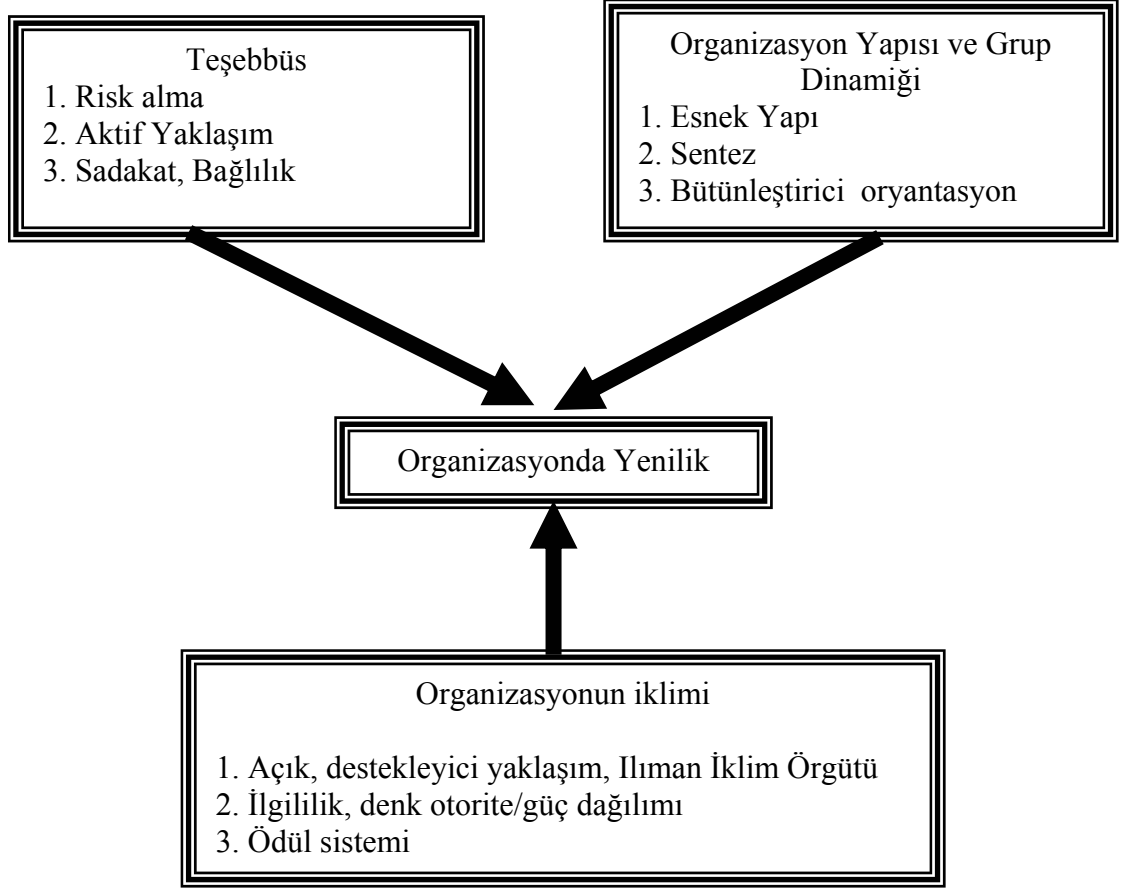 Teşebbüs
1. Risk alma
2. Aktif Yaklaşım
3. Sadakat, Bağlılık
Organizasyon Yapısı ve Grup
Dinamiği
1. Esnek Yapı
2. Sentez
3. Bütünleştirici oryantasyon
Organizasyonda Yenilik
Organizasyonun iklimi
1. Açık, destekleyici yaklaşım, Ilıman İklim Örgütü
2. İlgililik, denk otorite/güç dağılımı
3. Ödül sistemi